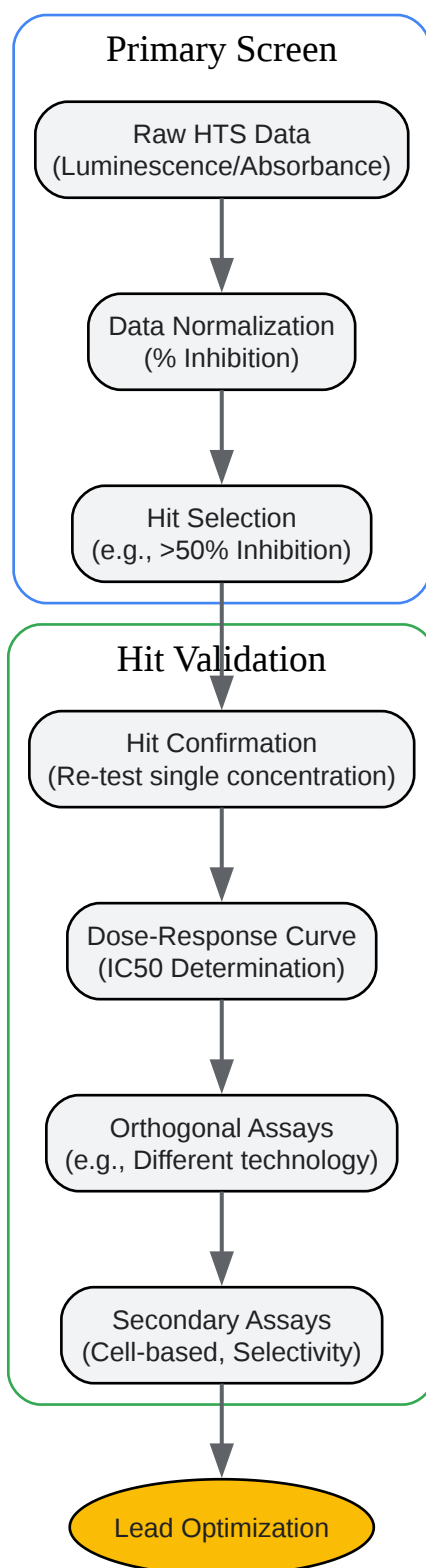 Primary Screen
Raw HTS Data
(Luminescence/Absorbance)
Data Normalization
(% Inhibition)
Hit Selection
(e.g., >50% Inhibition)
Hit Validation
Hit Confirmation
(Re-test single concentration)
Dose-Response Curve
(IC50 Determination)
Orthogonal Assays
(e.g., Different technology)
Secondary Assays
(Cell-based, Selectivity)
Lead Optimization